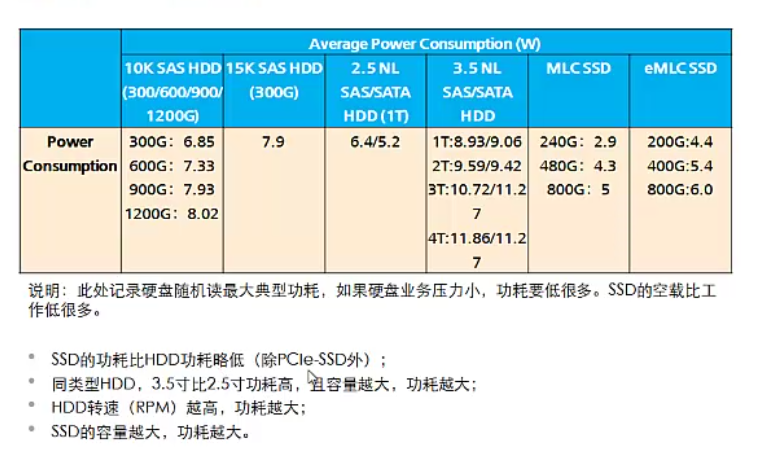 Average Power Consumption (W)
10K SAS HDD (300/600/900/1200G)
15K SAS HDD (300G)
2.5 NL SAS/SATA HDD (1T)
3.5 NL SAS/SATA HDD
MLC SSD
eMLC SSD
Power Consumption
300G：6.85
600G：7.33
900G：7.93
1200G：8.02
7.9
6.4/5.2
1T:8.93/9.06
2T:9.59/9.42
3T:10.72/11.27
4T:11.86/11.27
240G：2.9
480G：4.3
800G：5
200G:4.4
400G:5.4
800G:6.0
说明：此处记录硬盘随机读最大典型功耗，如果硬盘业务压力小，功耗要低很多。SSD的空载比工
作低很多。
• SSD的功耗比HDD功耗略低（除PCIe-SSD外）；
• 同类型HDD，3.5寸比2.5寸功耗高，且容量越大，功耗越大；
• HDD转速（RPM）越高，功耗越大；
• SSD的容量越大，功耗越大。